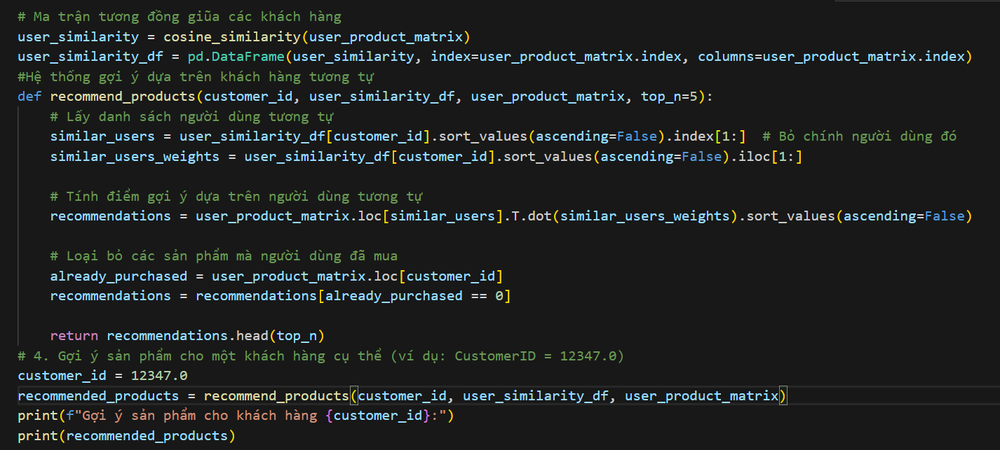 # Ma trận tương đồng giữa các khách hàng
user_similarity = cosine_similarity(user_product_matrix)
user_similarity_df = pd.DataFrame(user_similarity, index=user_product_matrix.index, columns=user_product_matrix.index)
#Hệ thống gợi ý dựa trên khách hàng tương tự
def recommend_products(customer_id, user_similarity_df, user_product_matrix, top_n=5):
    # Lấy danh sách người dùng tương tự
    similar_users = user_similarity_df[customer_id].sort_values(ascending=False).index[1:]  # Bỏ chính người dùng đó
    similar_users_weights = user_similarity_df[customer_id].sort_values(ascending=False).iloc[1:]
    # Tính điểm gợi ý dựa trên người dùng tương tự
    recommendations = user_product_matrix.loc[similar_users].T.dot(similar_users_weights).sort_values(ascending=False)
    # Loại bỏ các sản phẩm mà người dùng đã mua
    already_purchased = user_product_matrix.loc[customer_id]
    recommendations = recommendations[already_purchased == 0]
    return recommendations.head(top_n)
# 4. Gợi ý sản phẩm cho một khách hàng cụ thể (ví dụ: CustomerID = 12347.0)
customer_id = 12347.0
recommended_products = recommend_products(customer_id, user_similarity_df, user_product_matrix)
print(f"Gợi ý sản phẩm cho khách hàng {customer_id}:")
print(recommended_products)